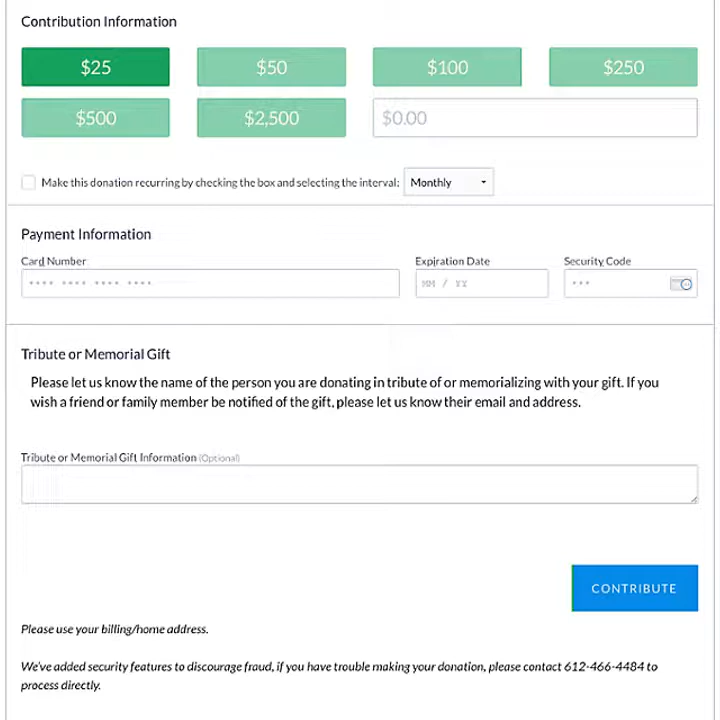 Contribution Information
$25 $50 $100 $250
$500 $2,500 $0.00
Make this donation recurring by checking the box and selecting the interval: Monthly
Payment Information
Card Number Expiration Date Security Code
•••• •••• •••• •••• MM / YY •••
Tribute or Memorial Gift
Please let us know the name of the person you are donating in tribute of or memorializing with your gift. If you
wish a friend or family member be notified of the gift, please let us know their email and address.
Tribute or Memorial Gift Information (Optional)
CONTRIBUTE
Please use your billing/home address.
We've added security features to discourage fraud, if you have trouble making your donation, please contact 612-466-4484 to
process directly.